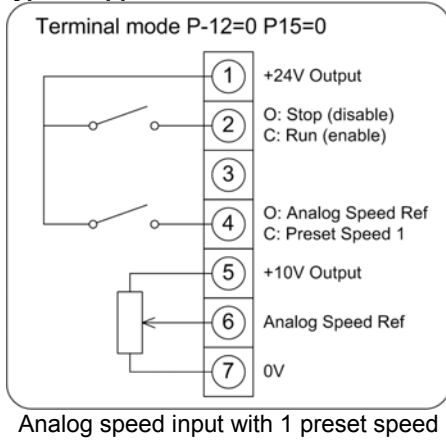 Terminal mode P-12=0 P15=0
1 +24V Output
2 O: Stop (disable)
C: Run (enable)
3
4 O: Analog Speed Ref
C: Preset Speed 1
5 +10V Output
6 Analog Speed Ref
7 0V
Analog speed input with 1 preset speed